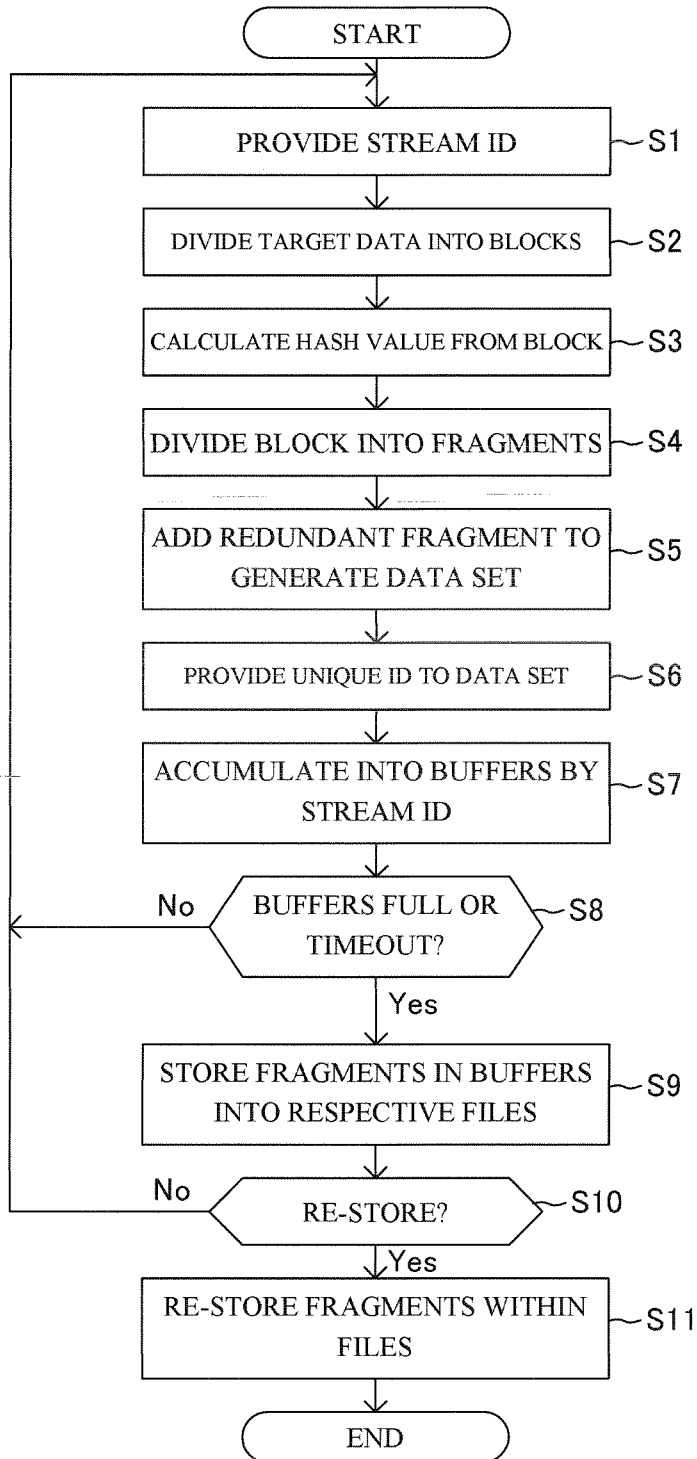 START
PROVIDE STREAM ID
S1
DIVIDE TARGET DATA INTO BLOCKS
S2
CALCULATE HASH VALUE FROM BLOCK
S3
DIVIDE BLOCK INTO FRAGMENTS
S4
ADD REDUNDANT FRAGMENT TO
GENERATE DATA SET
S5
PROVIDE UNIQUE ID TO DATA SET
S6
ACCUMULATE INTO BUFFERS BY
STREAM ID
S7
No
BUFFERS FULL OR
TIMEOUT?
S8
Yes
STORE FRAGMENTS IN BUFFERS
INTO RESPECTIVE FILES
S9
No
RE-STORE?
S10
Yes
RE-STORE FRAGMENTS WITHIN
FILES
S11
END